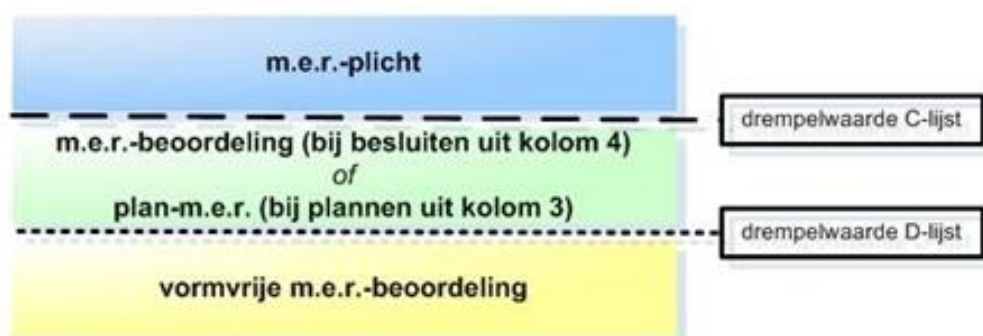 m.e.r.-plicht
drempelwaarde C-lijst
m.e.r.-beoordeling (bij besluiten uit kolom 4)
of
plan-m.e.r. (bij plannen uit kolom 3)
drempelwaarde D-lijst
vormvrije m.e.r.-beoordeling